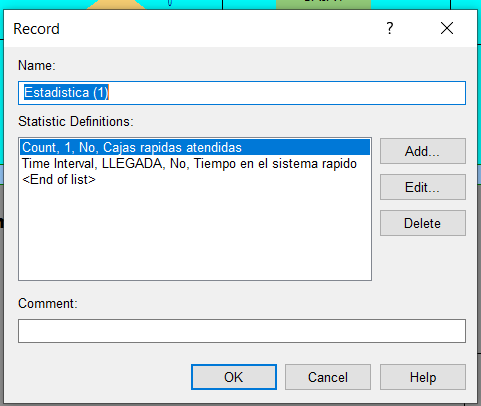 Record
?
Name:
Estadistica (1)
Statistic Definitions:
Count, 1, No, Cajas rapidas atendidas
Time Interval, LLEGADA, No, Tiempo en el sistema rapido
<End of list>
Add...
Edit...
Delete
Comment:
OK
Cancel
Help